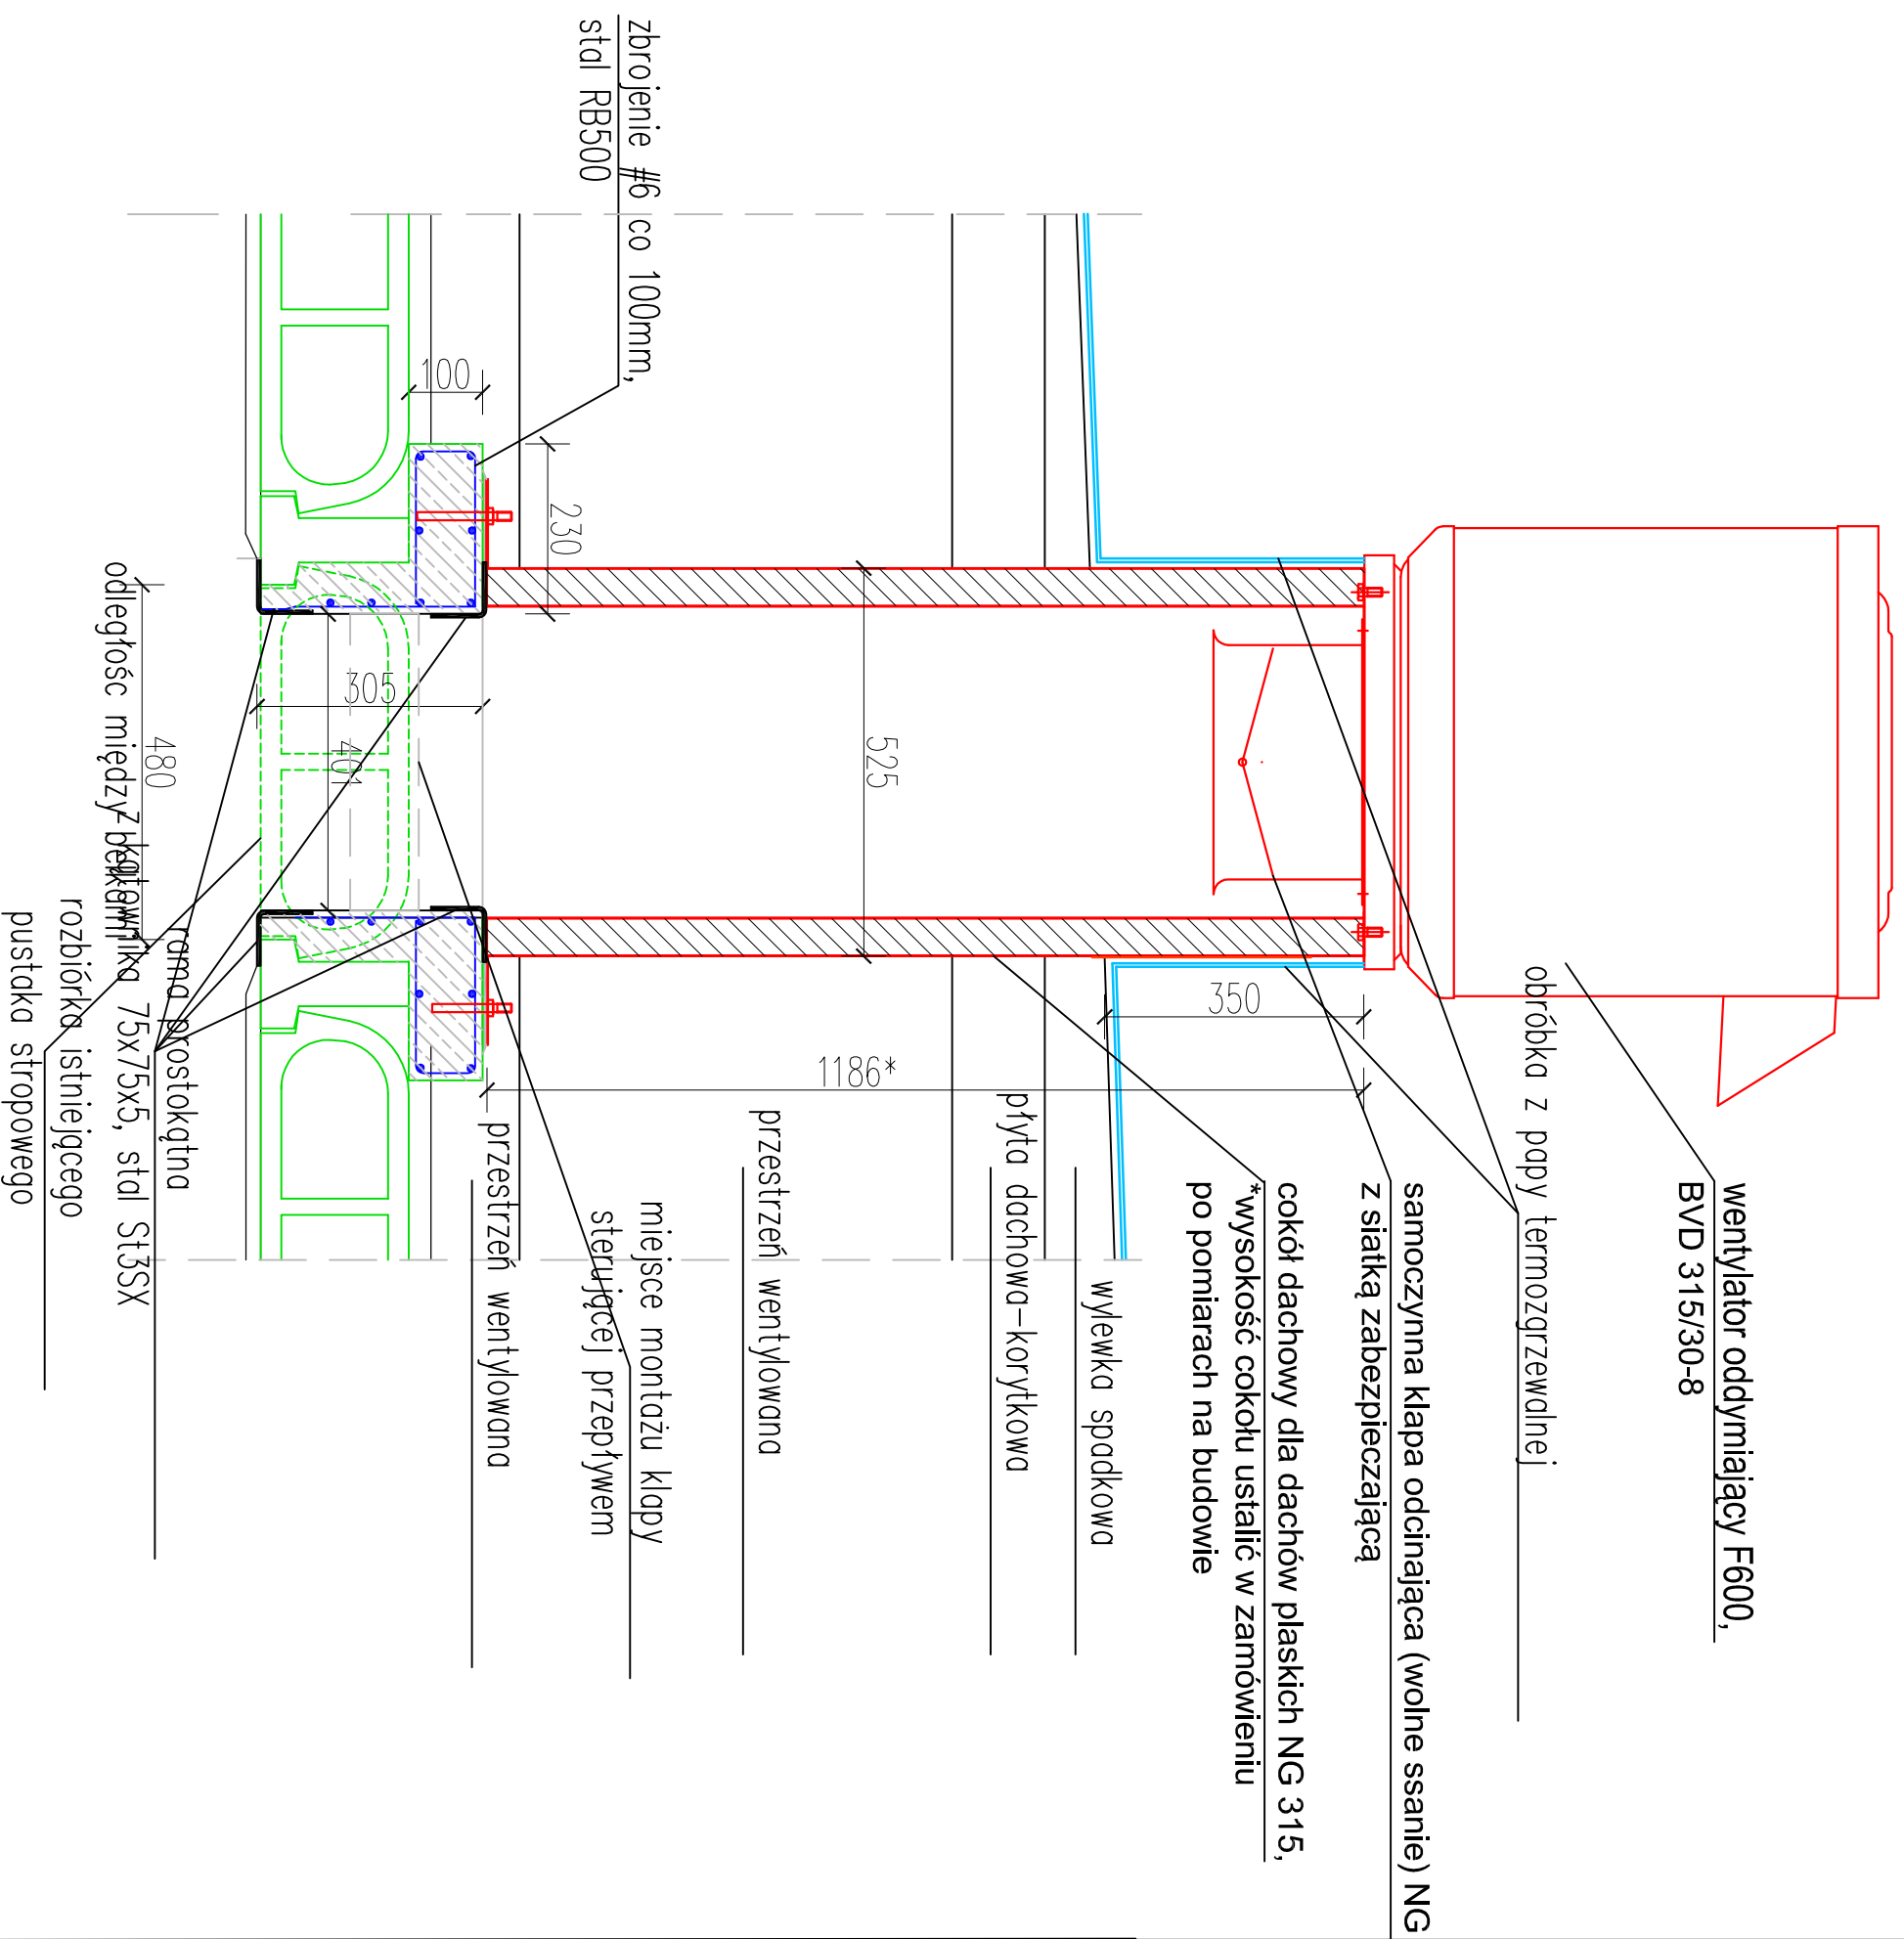 wentylator oddymiający F600,
BVD 315/30-8
obróbka z papy termozgrzewalnej
samoczynna klapa odcinająca (wolne ssanie) NG
z siatką zabezpieczającą
cokół dachowy dla dachów płaskich NG 315,
*wysokość cokołu ustalić w zamówieniu
po pomiarach na budowie
wylewka spadkowa
płyta dachowa-korytkowa
przestrzeń wentylowana
miejsce montażu klapy
sterującej przepływem
przestrzeń wentylowana
zbrojenie #6 co 100mm,
stal RB500
rama prostokątna
z kątownika 75x75x5, stal St3SX
rozbiórka istniejącego
pustaka stropowego
odległośc między belkami
350
1186*
525
230
100
305
401
480